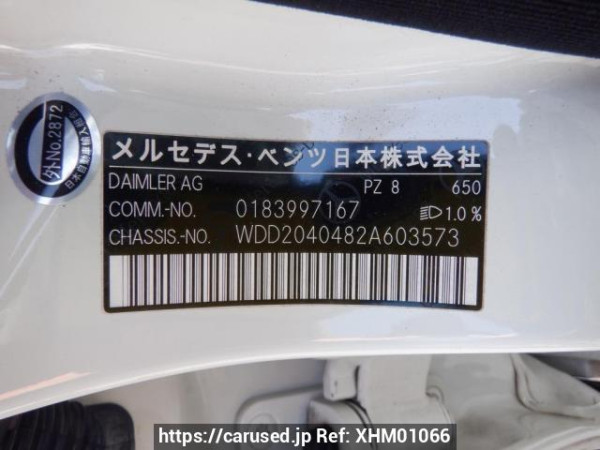 外No.2872
メルセデス・ベンツ日本株式会社
DAIMLER AG PZ 8 650
COMM.-NO. 0183997167 1.0%
CHASSIS.-NO. WDD2040482A603573
https://carused.jp Ref: XHM01066